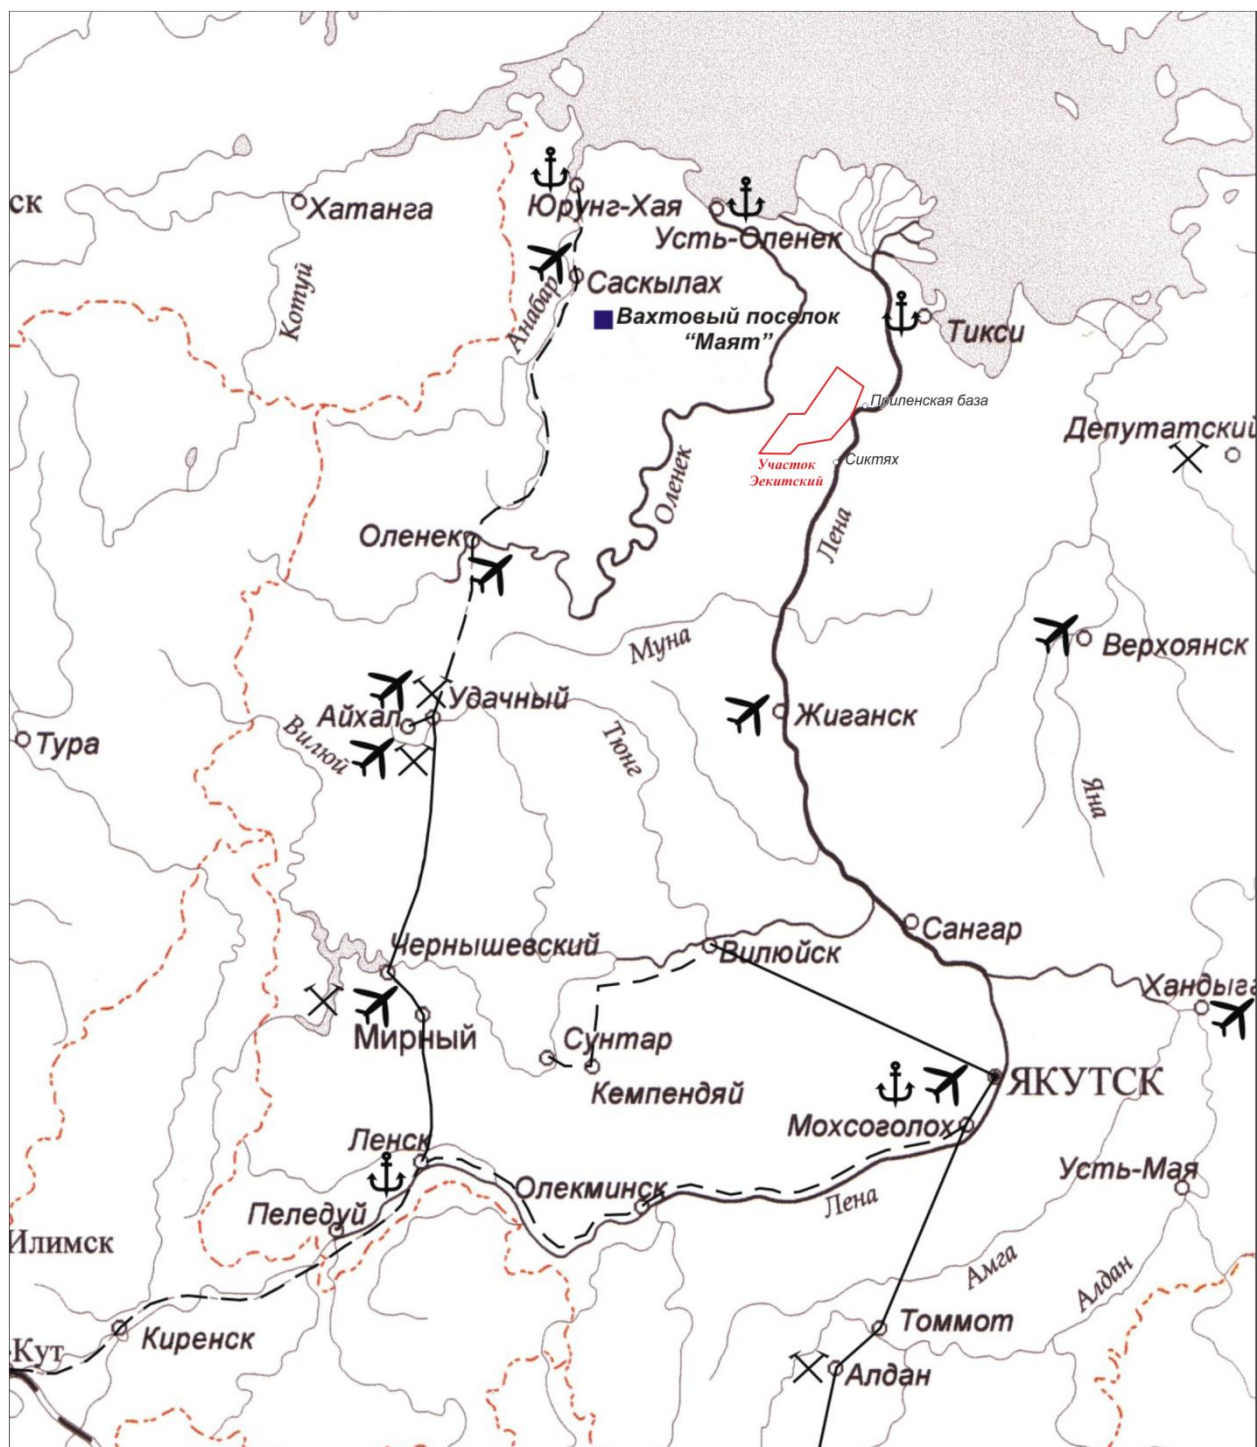 ск
Хатанга
Юрунг-Хая
Усть-Оленек
Саскылах
Котуй
Анабар
Вахтовый поселок
“Маят”
Тикси
Приленская база
Депутатский
Участок
Эекитский
Сиктях
Оленек
Лена
Оленек
Муна
Верхоянск
Удачный
Айхал
Жиганск
Тура
Вилюй
Тюнг
Яна
Сангар
Чернышевский
Вилюйск
Хандыга
Мирный
Сунтар
Кемпендяй
ЯКУТСК
Мохсоголох
Ленск
Усть-Мая
Олекминск
Лена
Пеледуй
Илимск
Амга
Алдан
Томмот
Киренск
-Кут
Алдан